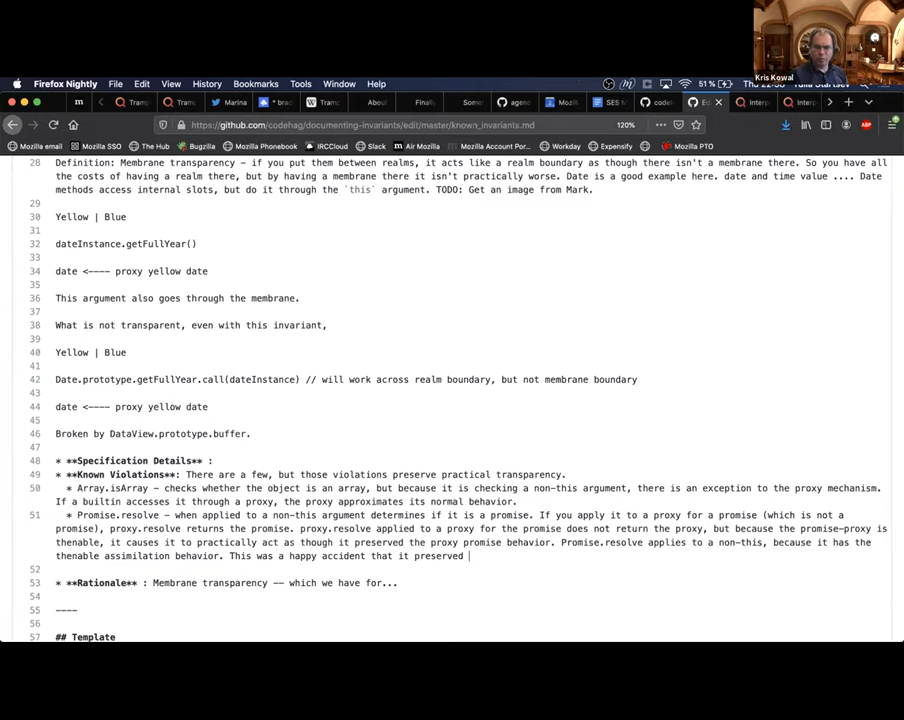 Kris Kowal
Firefox Nightly File Edit View History Bookmarks Tools Window Help 51%
Tramp Tramu Marina * brad Tramp About Finall Somer agend Mozill SES M codeh Ed Interp Interp
https://github.com/codehag/documenting-invariants/edit/master/known_invariants.md 120%
Mozilla email Bugzilla The Hub Mozilla Phonebook IRCCloud Slack Air Mozilla Mozilla Account Por... Workday Expensify Mozilla PTO
28 Definition: Membrane transparency - if you put them between realms, it acts like a realm boundary as though there isn't a membrane there. So you have all
the costs of having a realm there, but by having a membrane there it isn't practically worse. Date is a good example here. date and time value .... Date
methods access internal slots, but do it through the `this` argument. TODO: Get an image from Mark.
29
30 Yellow | Blue
31
32 dateInstance.getFullYear()
33
34 date <---- proxy yellow date
35
36 This argument also goes through the membrane.
37
38 What is not transparent, even with this invariant,
39
40 Yellow | Blue
41
42 Date.prototype.getFullYear.call(dateInstance) // will work across realm boundary, but not membrane boundary
43
44 date <---- proxy yellow date
45
46 Broken by DataView.prototype.buffer.
47
48 * **Specification Details** :
49 * **Known Violations**: There are a few, but those violations preserve practical transparency.
50 * Array.isArray - checks whether the object is an array, but because it is checking a non-this argument, there is an exception to the proxy mechanism.
If a builtin accesses it through a proxy, the proxy approximates its normal behavior.
51 * Promise.resolve - when applied to a non-this argument determines if it is a promise. If you apply it to a proxy for a promise (which is not a
promise), proxy.resolve returns the promise. proxy.resolve applied to a proxy for the promise does not return the proxy, but because the promise-proxy is
thenable, it causes it to practically act as though it preserved the proxy promise behavior. Promise.resolve applies to a non-this, because it has the
thenable assimilation behavior. This was a happy accident that it preserved
52
53 * **Rationale** : Membrane transparency -- which we have for...
54
55 ----
56
57 ## Template